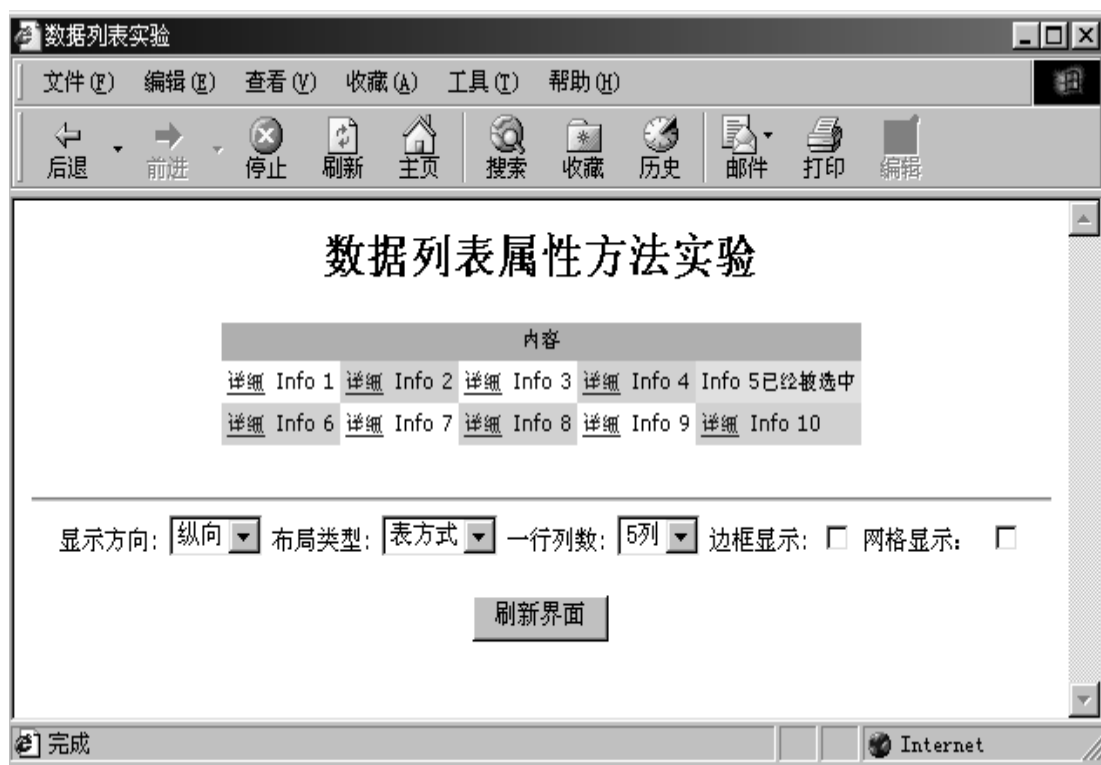 数据列表实验
文件(F) 编辑(E) 查看(V) 收藏(A) 工具(T) 帮助(H)
后退 前进 停止 刷新 主页 搜索 收藏 历史 邮件 打印 编辑
数据列表属性方法实验
内容
详细 Info 1 详细 Info 2 详细 Info 3 详细 Info 4 Info 5已经被选中
详细 Info 6 详细 Info 7 详细 Info 8 详细 Info 9 详细 Info 10
显示方向: 纵向 布局类型: 表方式 一行列数: 5列 边框显示: 网格显示:
刷新界面
完成 Internet